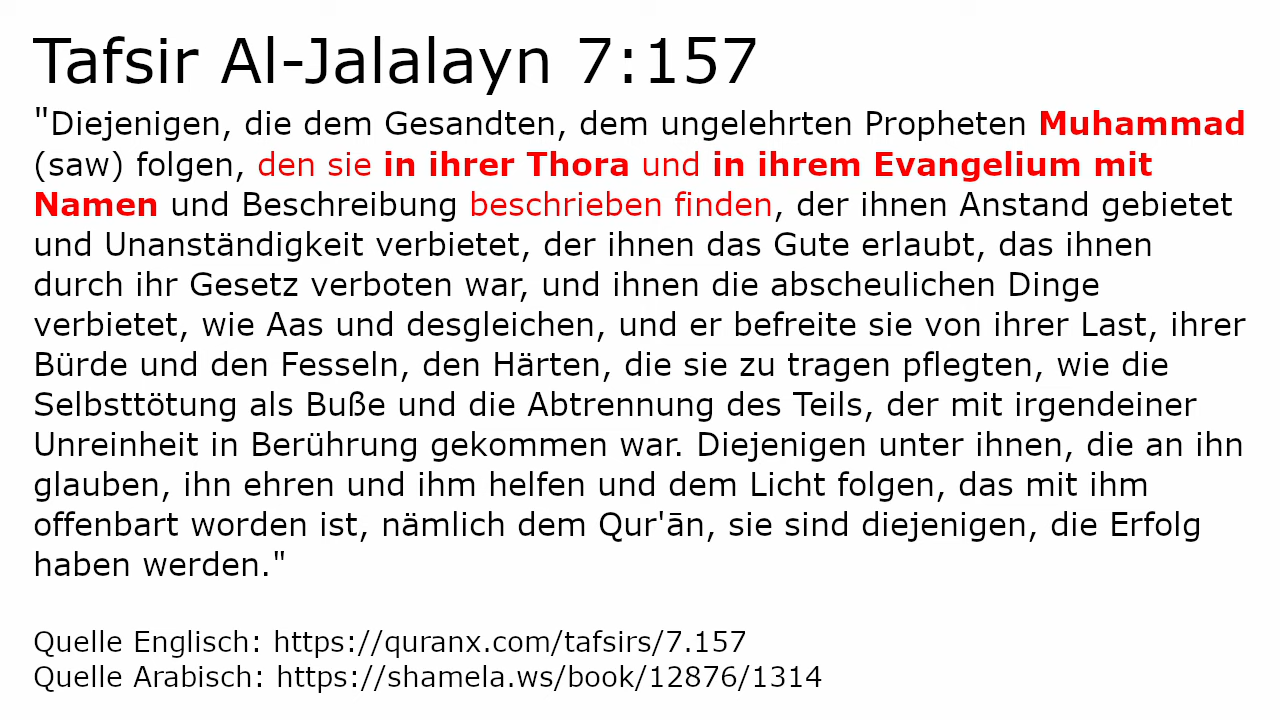 Tafsir Al-Jalalayn 7:157
"Diejenigen, die dem Gesandten, dem ungelehrten Propheten Muhammad
(saw) folgen, den sie in ihrer Thora und in ihrem Evangelium mit
Namen und Beschreibung beschrieben finden, der ihnen Anstand gebietet
und Unanständigkeit verbietet, der ihnen das Gute erlaubt, das ihnen
durch ihr Gesetz verboten war, und ihnen die abscheulichen Dinge
verbietet, wie Aas und desgleichen, und er befreite sie von ihrer Last, ihrer
Bürde und den Fesseln, den Härten, die sie zu tragen pflegten, wie die
Selbsttötung als Buße und die Abtrennung des Teils, der mit irgendeiner
Unreinheit in Berührung gekommen war. Diejenigen unter ihnen, die an ihn
glauben, ihn ehren und ihm helfen und dem Licht folgen, das mit ihm
offenbart worden ist, nämlich dem Qur'ān, sie sind diejenigen, die Erfolg
haben werden."
Quelle Englisch: https://quranx.com/tafsirs/7.157
Quelle Arabisch: https://shamela.ws/book/12876/1314